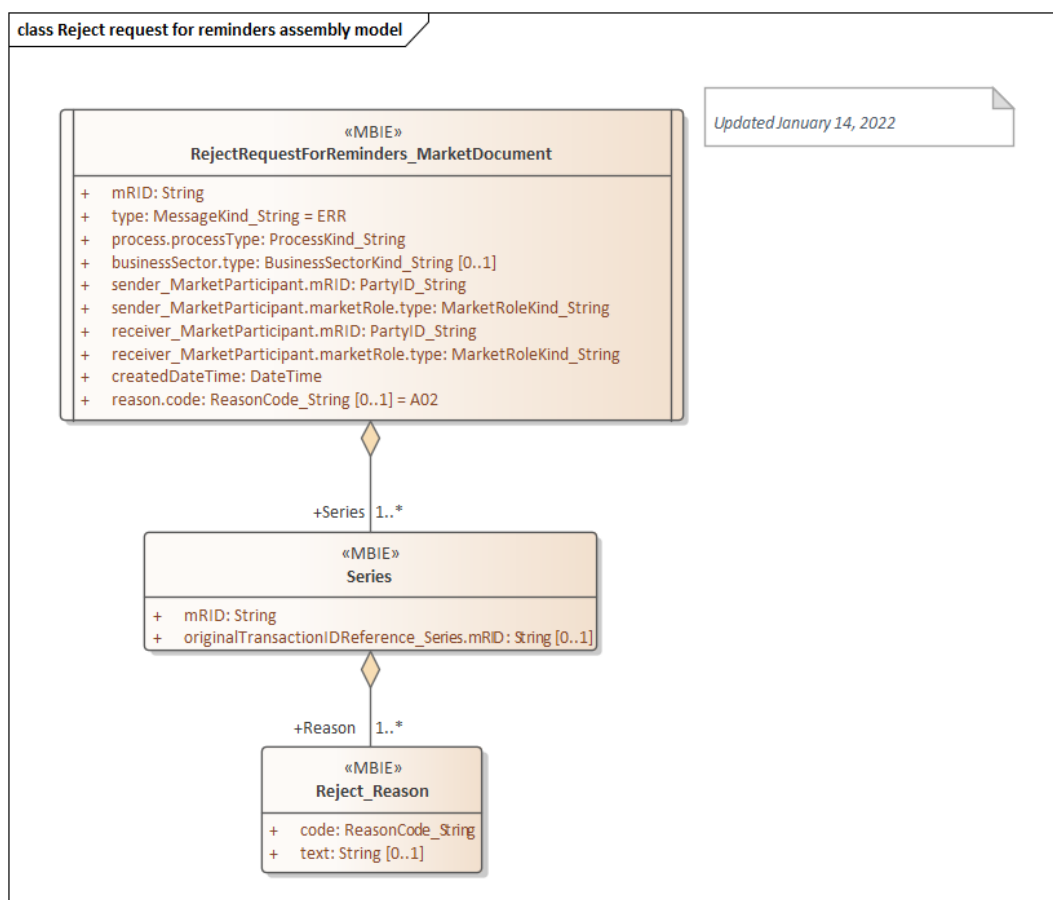 class Reject request for reminders assembly model
Updated January 14, 2022
«MBIE»
RejectRequestForReminders_MarketDocument
+ mRID: String
+ type: MessageKind_String = ERR
+ process.processType: ProcessKind_String
+ businessSector.type: BusinessSectorKind_String [0..1]
+ sender_MarketParticipant.mRID: PartyID_String
+ sender_MarketParticipant.marketRole.type: MarketRoleKind_String
+ receiver_MarketParticipant.mRID: PartyID_String
+ receiver_MarketParticipant.marketRole.type: MarketRoleKind_String
+ createdDateTime: DateTime
+ reason.code: ReasonCode_String [0..1] = A02
+Series 1..*
«MBIE»
Series
+ mRID: String
+ originalTransactionIDReference_Series.mRID: String [0..1]
+Reason 1..*
«MBIE»
Reject_Reason
+ code: ReasonCode_String
+ text: String [0..1]